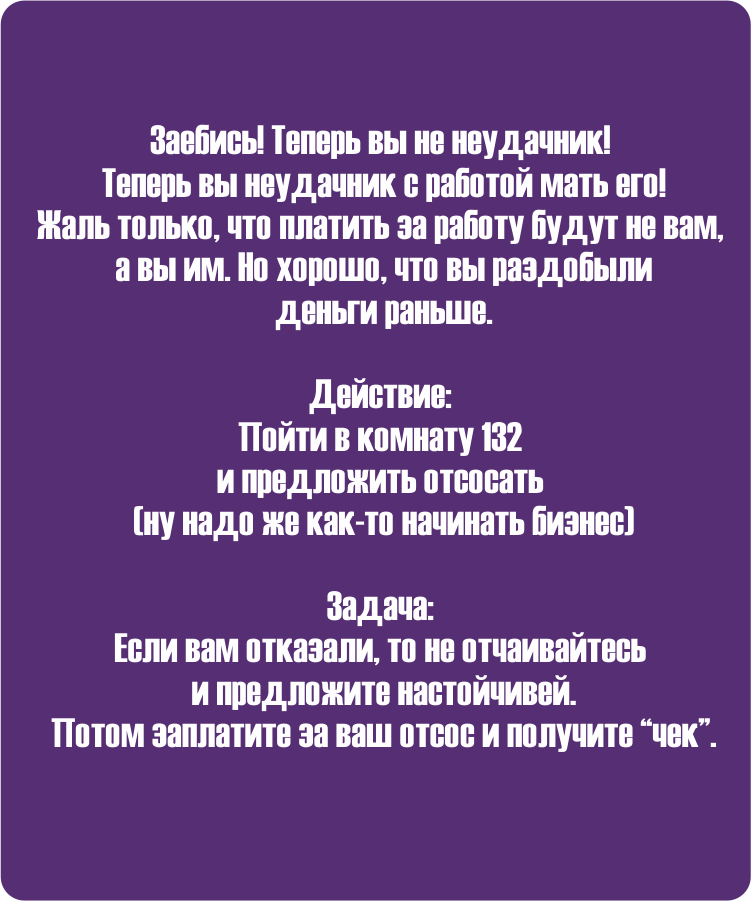 Заебись! Теперь вы не неудачник!
Теперь вы неудачник с работой мать его!
Жаль только, что платить за работу будут не вам,
а вы им. Но хорошо, что вы раздобыли
деньги раньше.
Действие:
Пойти в комнату 132
и предложить отсосать
(ну надо же как-то начинать бизнес)
Задача:
Если вам отказали, то не отчаивайтесь
и предложите настойчивей.
Потом заплатите за ваш отсос и получите “чек”.